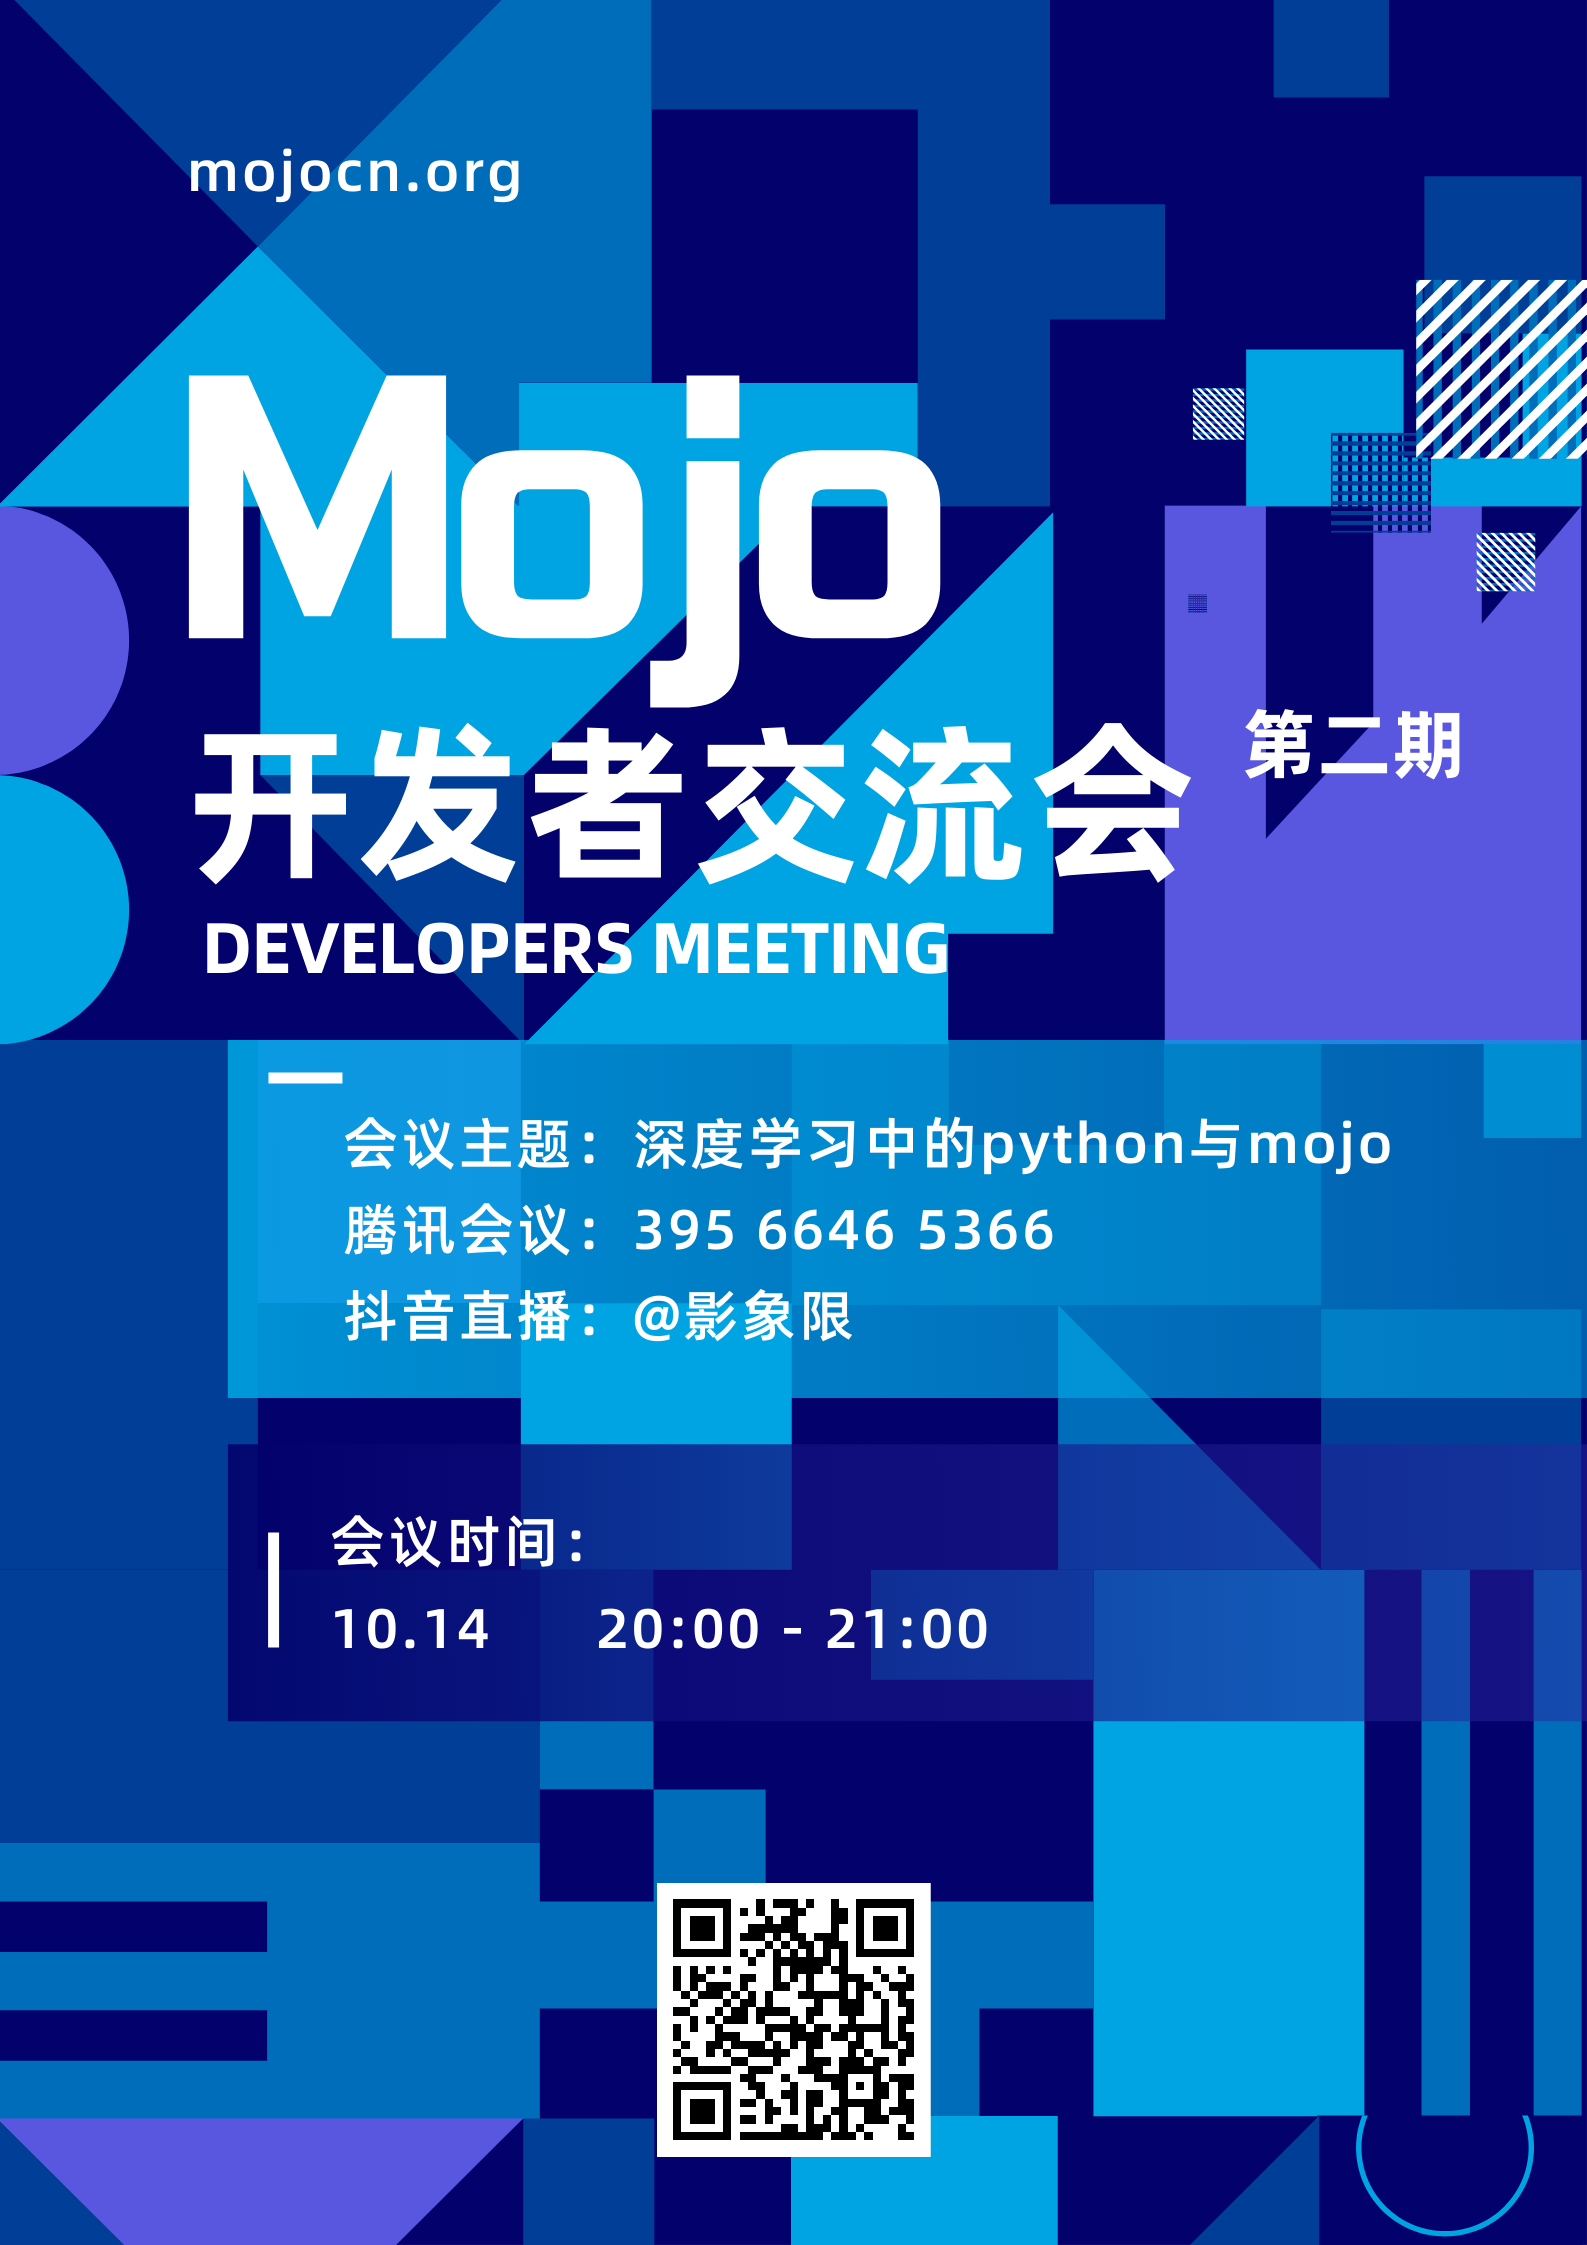 mojocn.org
Mojo
开发者交流会
第二期
DEVELOPERS MEETING
会议主题：深度学习中的python与mojo
腾讯会议：395 6646 5366
抖音直播：@影象限
会议时间：
10.14 20:00 - 21:00